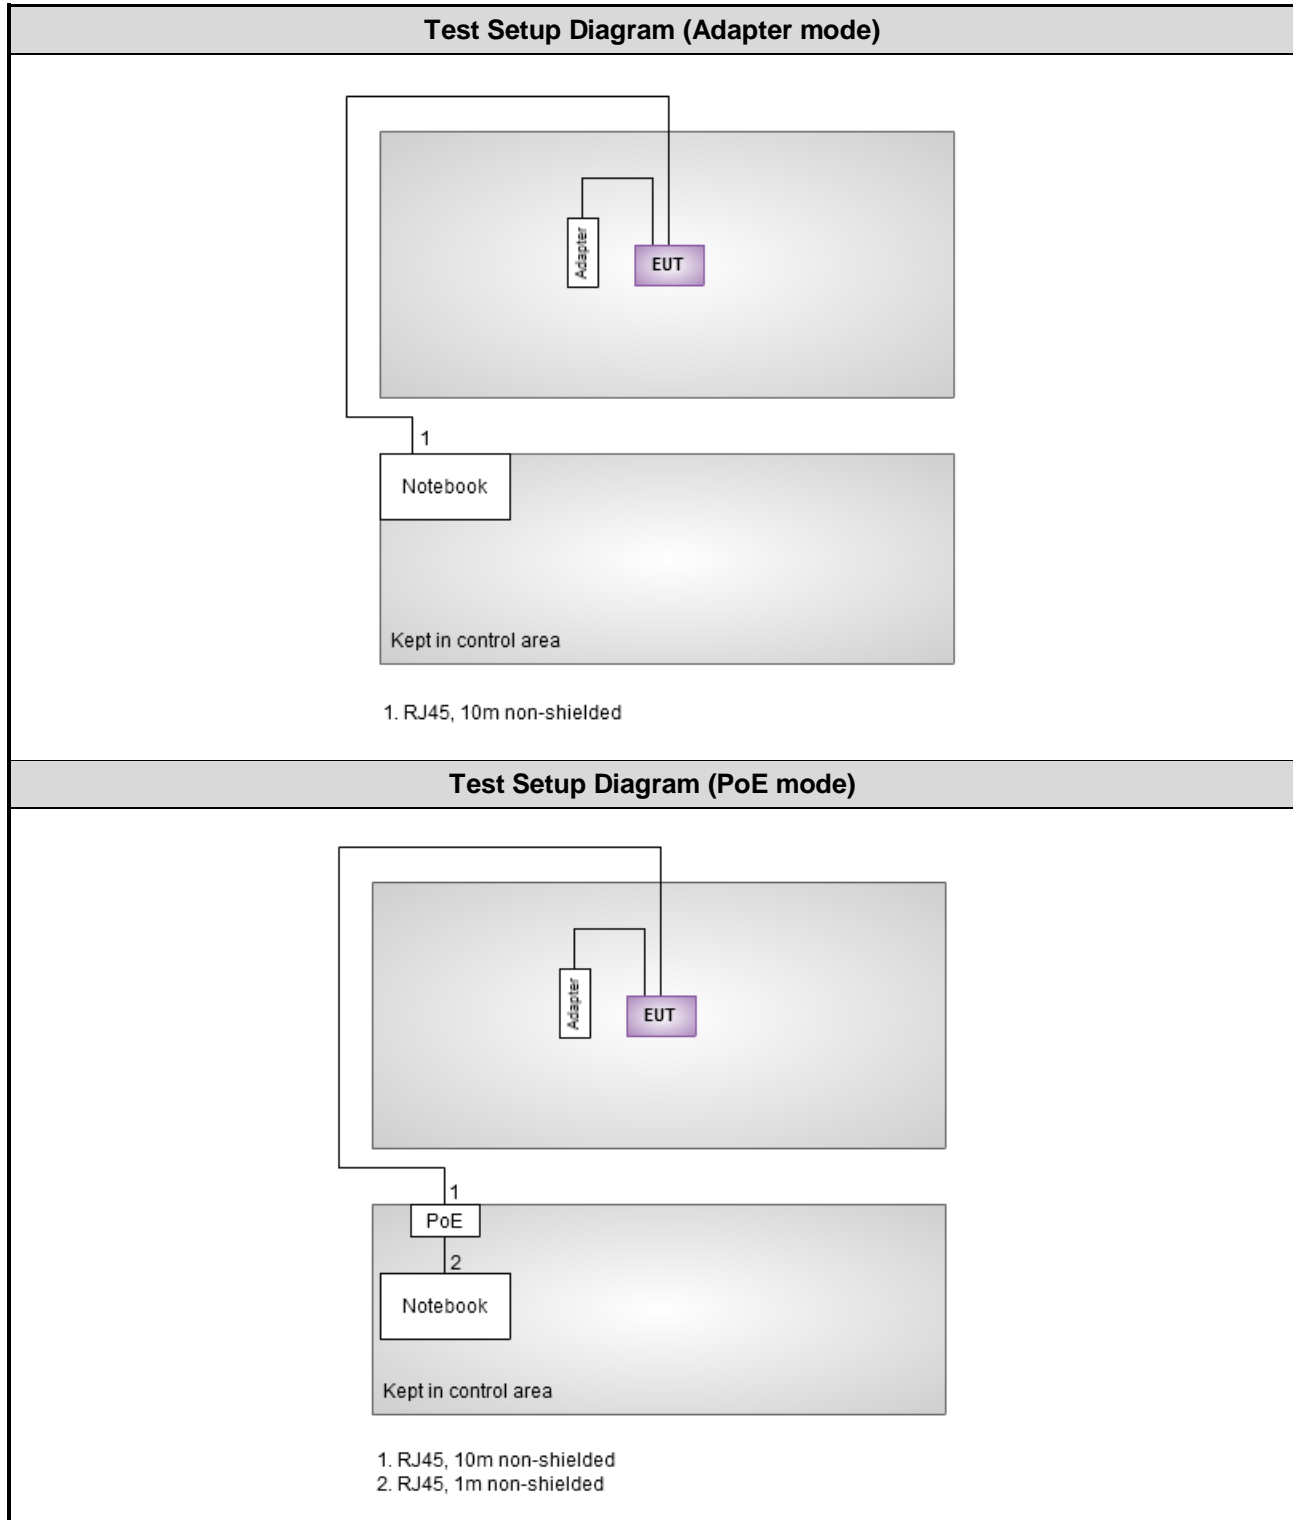 Test Setup Diagram (Adapter mode)
Adapter
EUT
1
Notebook
Kept in control area
1. RJ45, 10m non-shielded
Test Setup Diagram (PoE mode)
Adapter
EUT
1
PoE
2
Notebook
Kept in control area
1. RJ45, 10m non-shielded
2. RJ45, 1m non-shielded